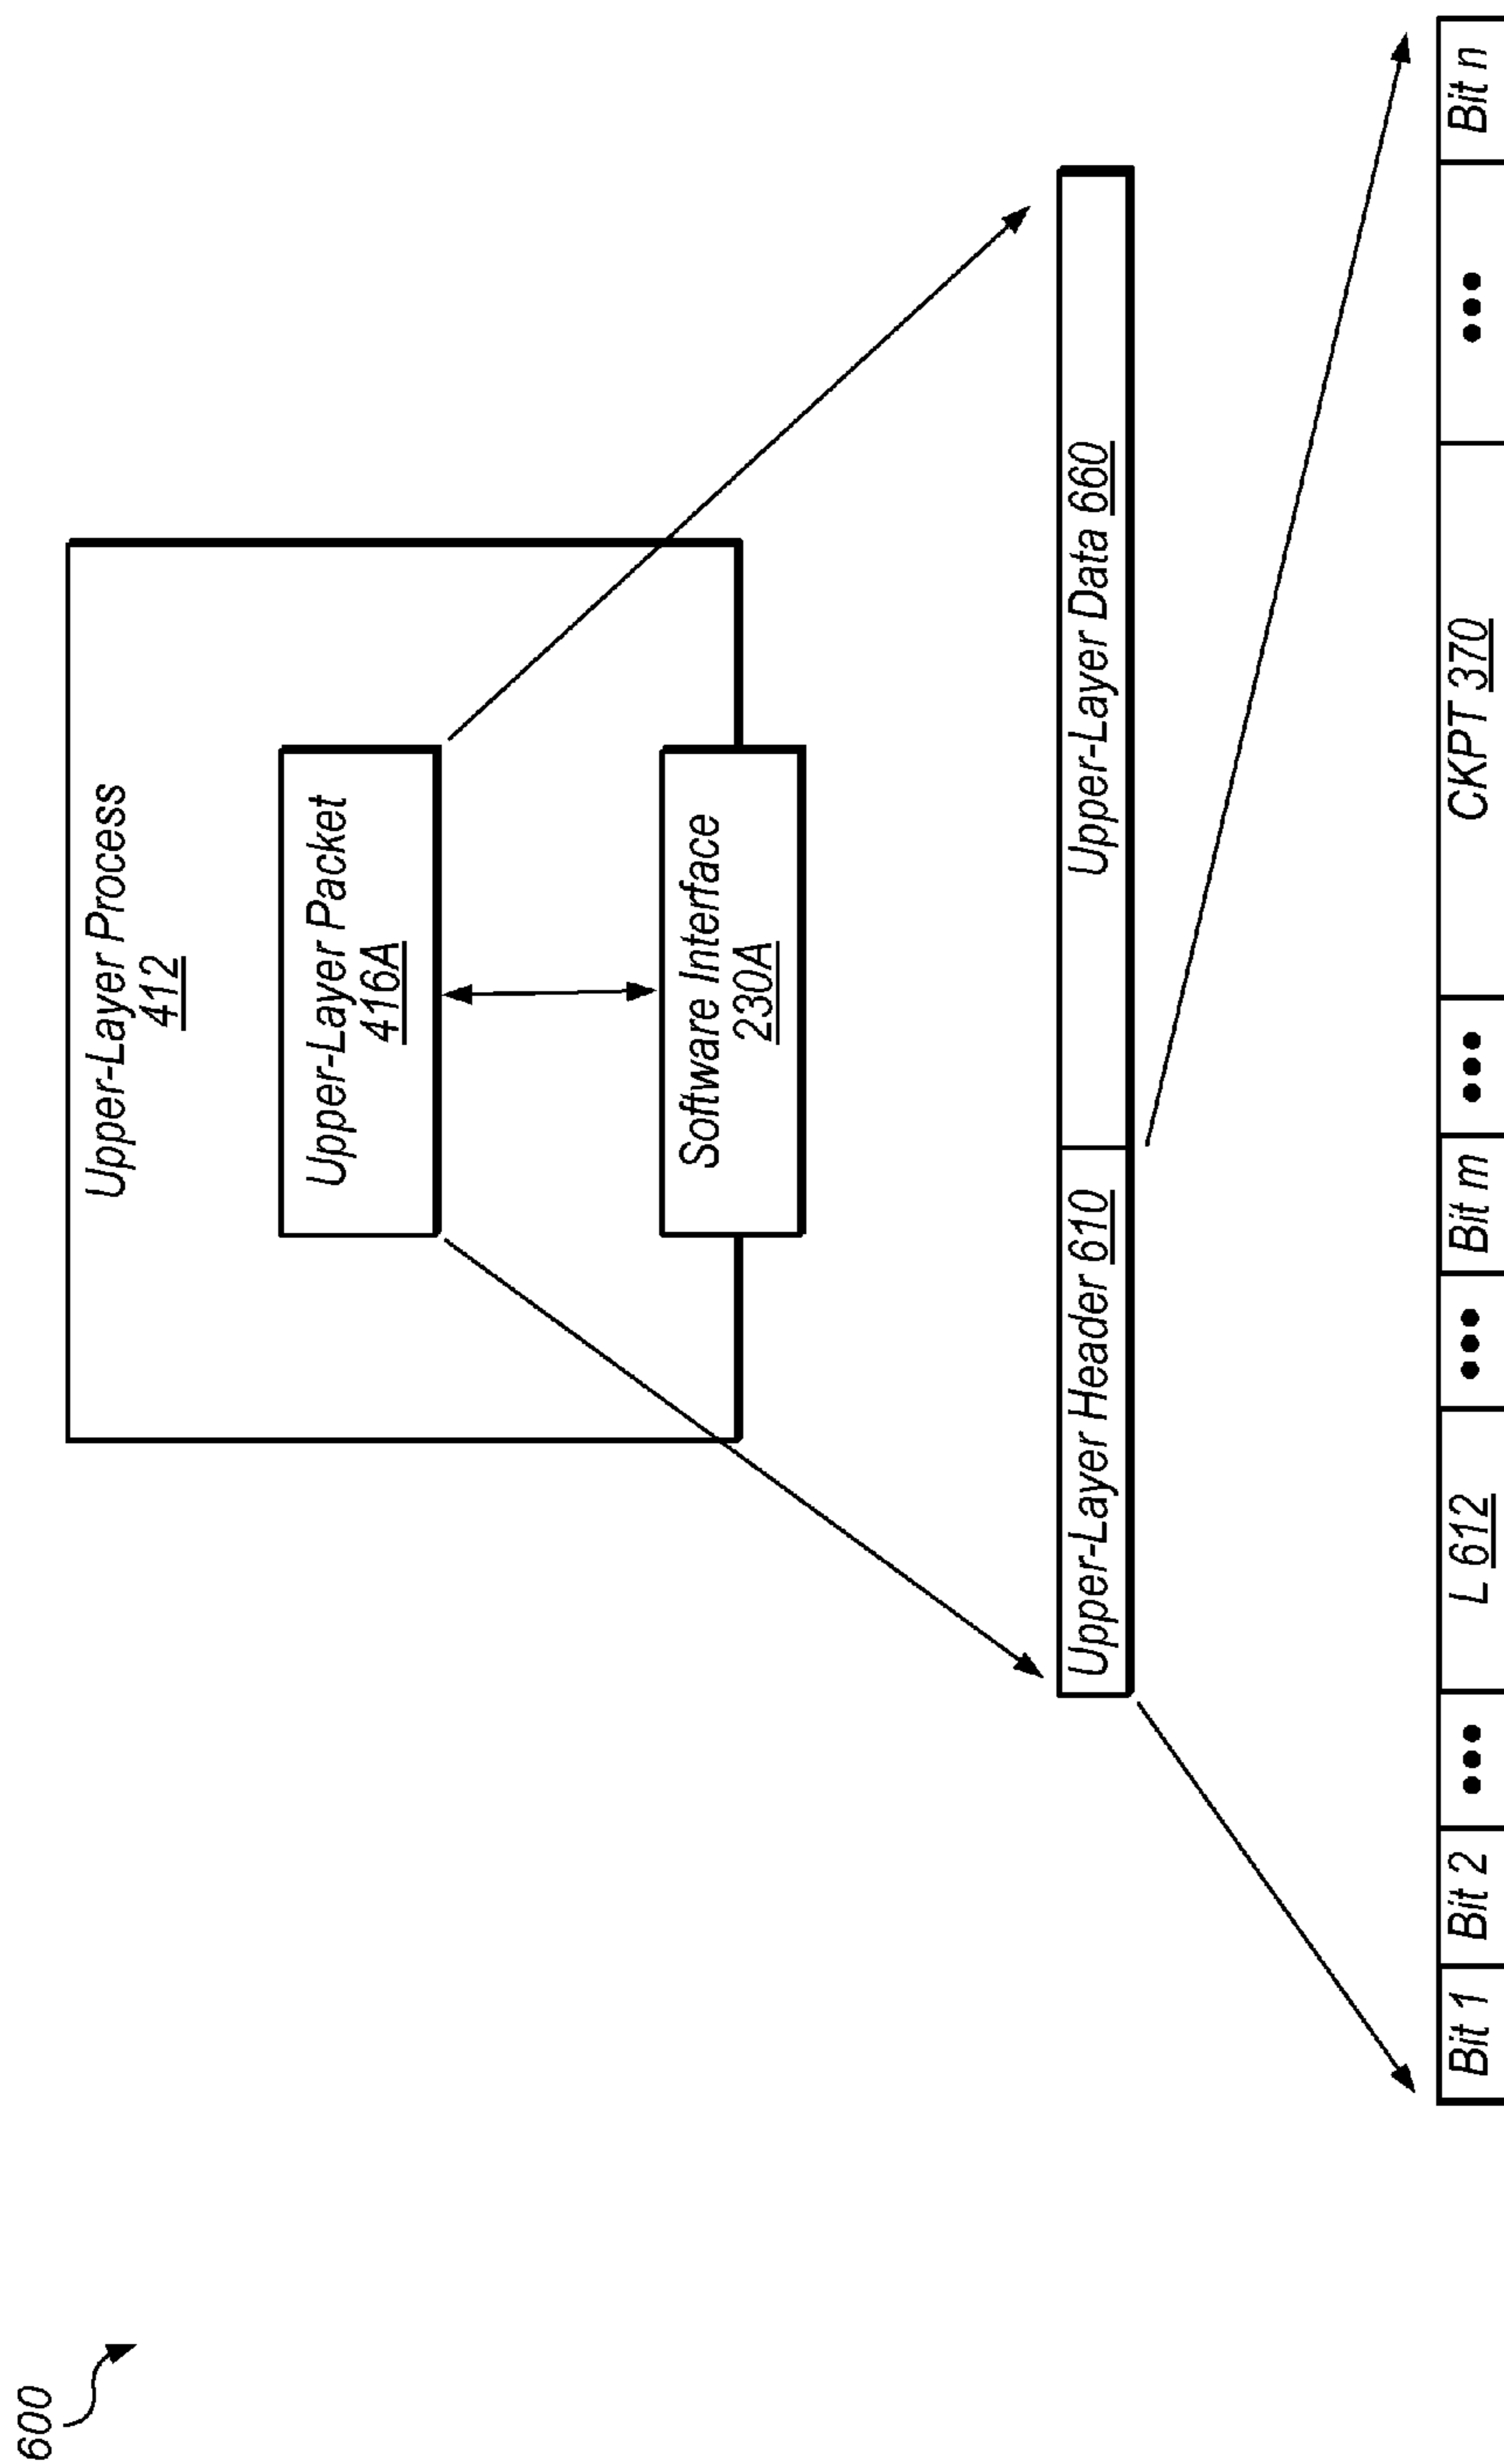 600
Upper-Layer Process
412
Upper-Layer Packet
416A
Software Interface
230A
Upper-Layer Header 610
Upper-Layer Data 660
Bit 1
Bit 2
•••
L 612
•••
Bit m
•••
CKPT 370
•••
Bit n